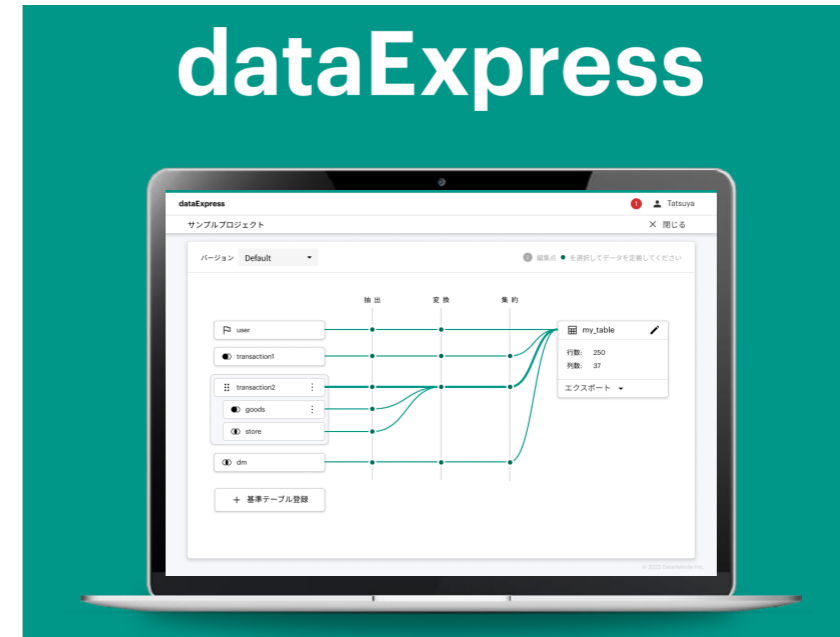 dataExpress
dataExpress
1 Tatsuya
サンプルプロジェクト × 閉じる
バージョン Default
編集点 ● を選択してデータを定義してください
抽出 変換 集約
user
my_table
transaction1
行数: 250
列数: 37
transaction2
エクスポート
goods
store
dm
+ 基準テーブル登録